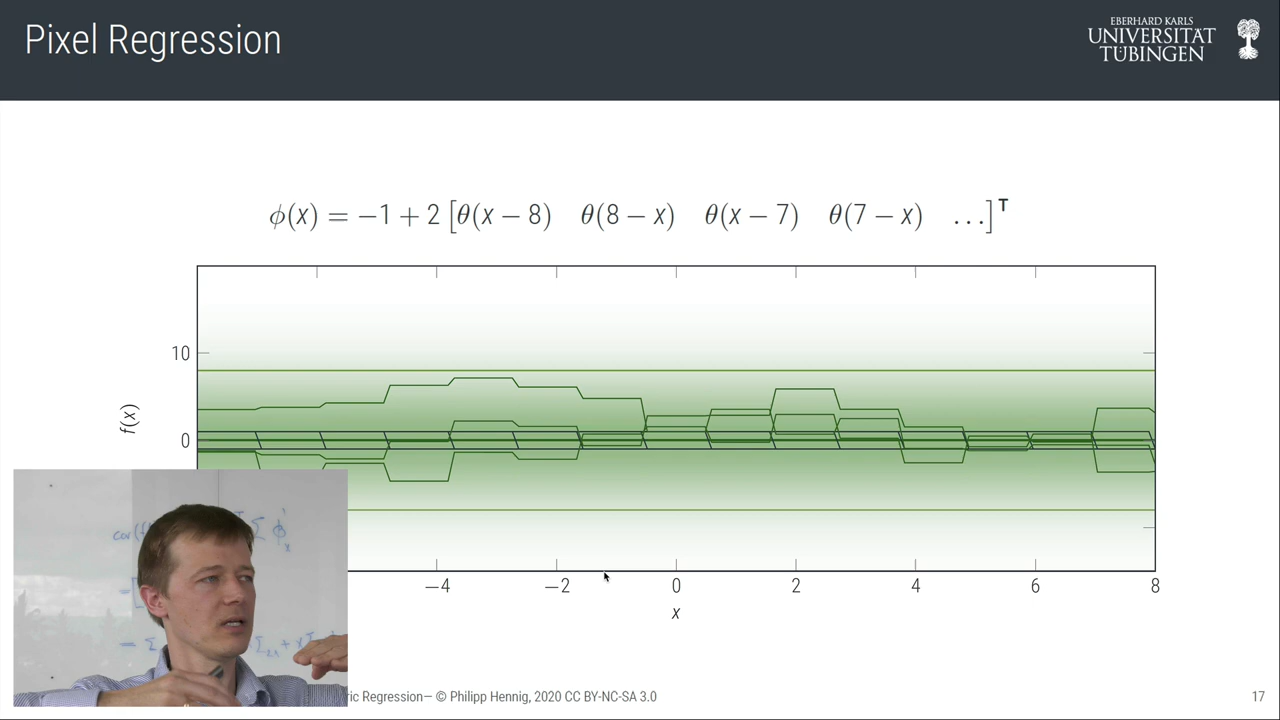 Pixel Regression
EBERHARD KARLS
UNIVERSITÄT
TÜBINGEN
ϕ(x) = −1 + 2 [θ(x − 8) θ(8 − x) θ(x − 7) θ(7 − x) …]ᵀ
10
0
f(x)
−4 −2 0 2 4 6 8
x
ric Regression— © Philipp Hennig, 2020 CC BY-NC-SA 3.0
17